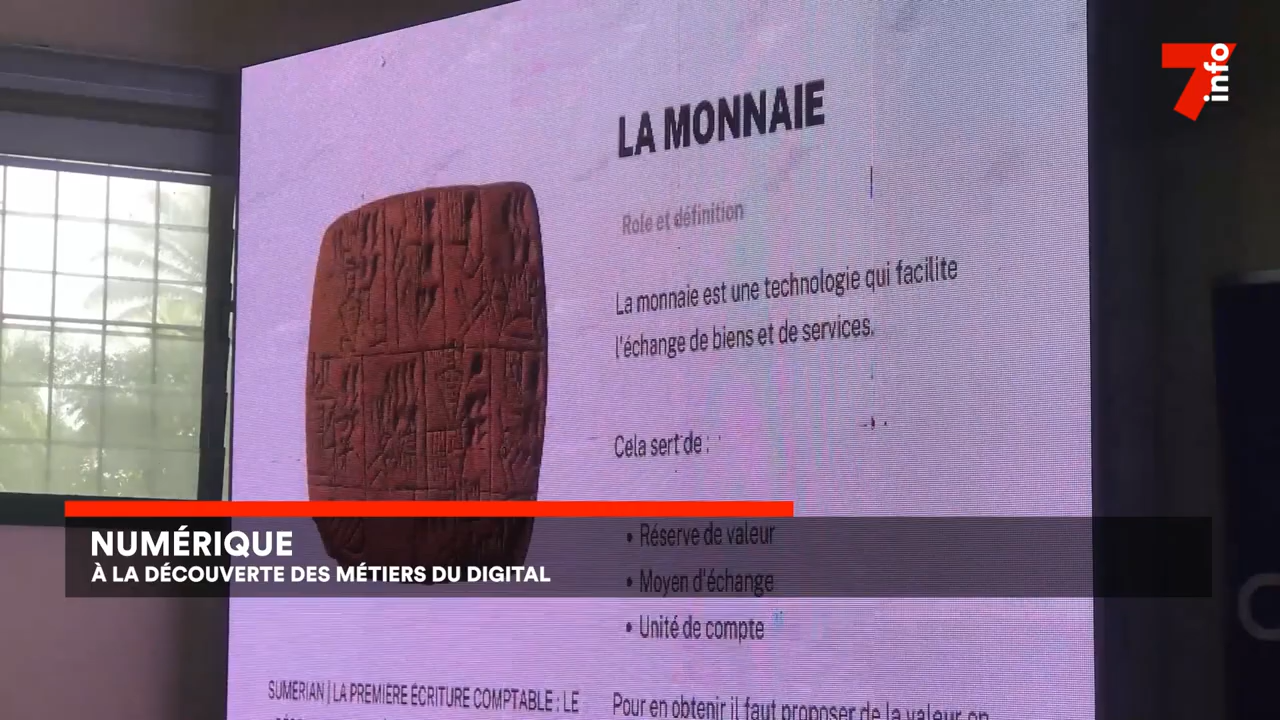 7 info
LA MONNAIE
Role et définition
La monnaie est une technologie qui facilite
l'échange de biens et de services.
Cela sert de :
• Réserve de valeur
• Moyen d'échange
• Unité de compte
NUMÉRIQUE
À LA DÉCOUVERTE DES MÉTIERS DU DIGITAL
SUMERIAN | LA PREMIÈRE ÉCRITURE COMPTABLE : LE
Pour en obtenir il faut proposer de la valeur en